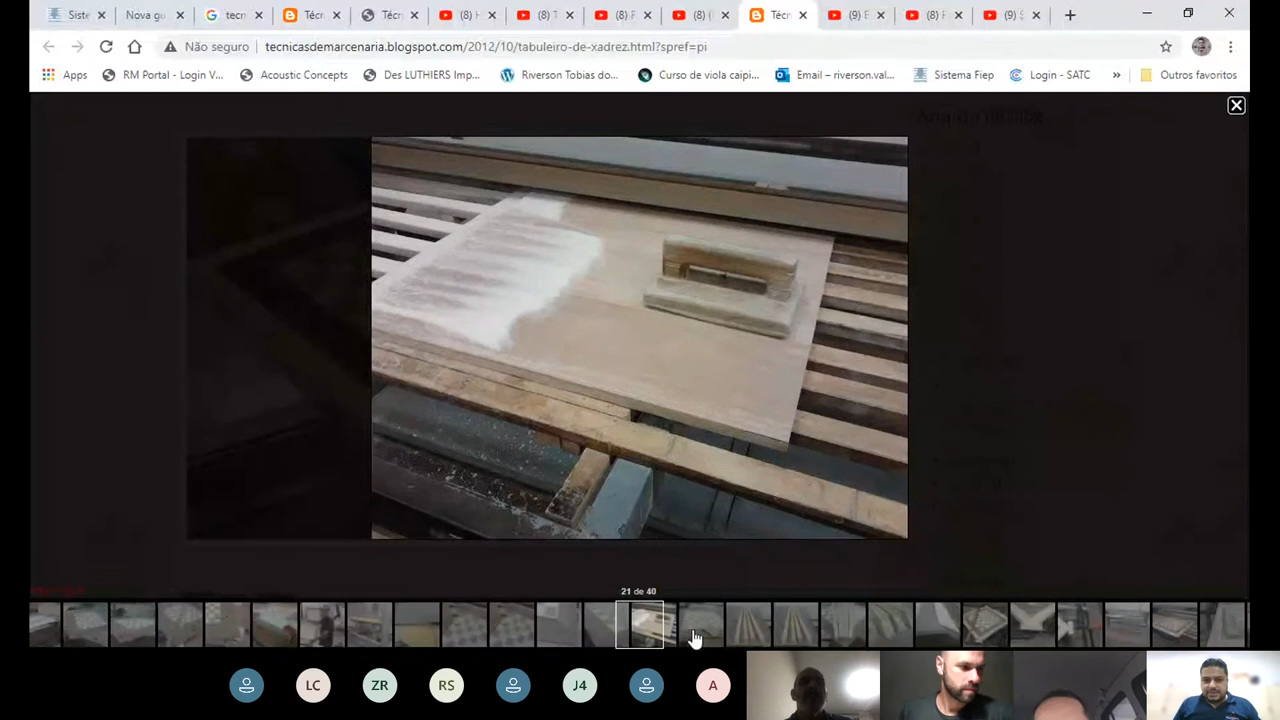 Siste
Nova gu
tecn
Técr
Técni
(8)
(8) T
(8) F
(8) (
Técn
(9) E
(8) F
(9) S
Não seguro
tecnicasdemarcenaria.blogspot.com/2012/10/tabuleiro-de-xadrez.html?spref=pi
Apps
RM Portal - Login V...
Acoustic Concepts
Des LUTHIERS Imp...
Riverson Tobias do...
Curso de viola caipi...
Email – riverson.val...
Sistema Fiep
Login - SATC
»
Outros favoritos
21 de 40
LC
ZR
RS
J4
A